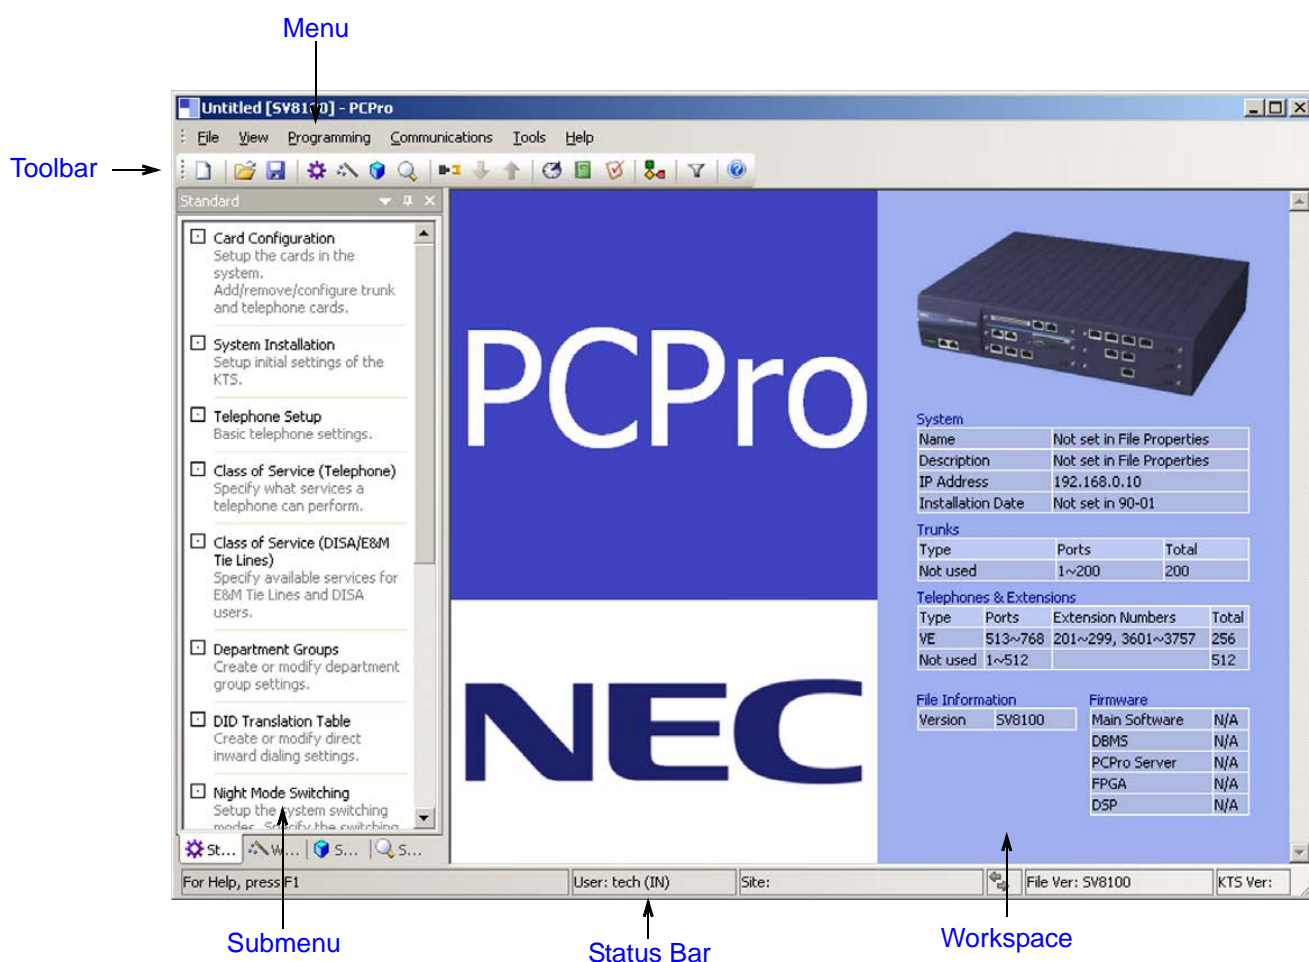 Menu
Untitled [SV8100] - PCPro
File View Programming Communications Tools Help
Toolbar
Standard
Card Configuration
Setup the cards in the
system.
Add/remove/configure trunk
and telephone cards.
System Installation
Setup initial settings of the
KTS.
Telephone Setup
Basic telephone settings.
Class of Service (Telephone)
Specify what services a
telephone can perform.
Class of Service (DISA/E&M
Tie Lines)
Specify available services for
E&M Tie Lines and DISA
users.
Department Groups
Create or modify department
group settings.
DID Translation Table
Create or modify direct
inward dialing settings.
Night Mode Switching
Setup the system switching
modes. Specify the switching
St... W... S... S...
PCPro
NEC
System
Name Not set in File Properties
Description Not set in File Properties
IP Address 192.168.0.10
Installation Date Not set in 90-01
Trunks
Type Ports Total
Not used 1~200 200
Telephones & Extensions
Type Ports Extension Numbers Total
VE 513~768 201~299, 3601~3757 256
Not used 1~512 512
File Information
Version SV8100
Firmware
Main Software N/A
DBMS N/A
PCPro Server N/A
FPGA N/A
DSP N/A
For Help, press F1 User: tech (IN) Site: File Ver: SV8100 KTS Ver:
Submenu
Status Bar
Workspace